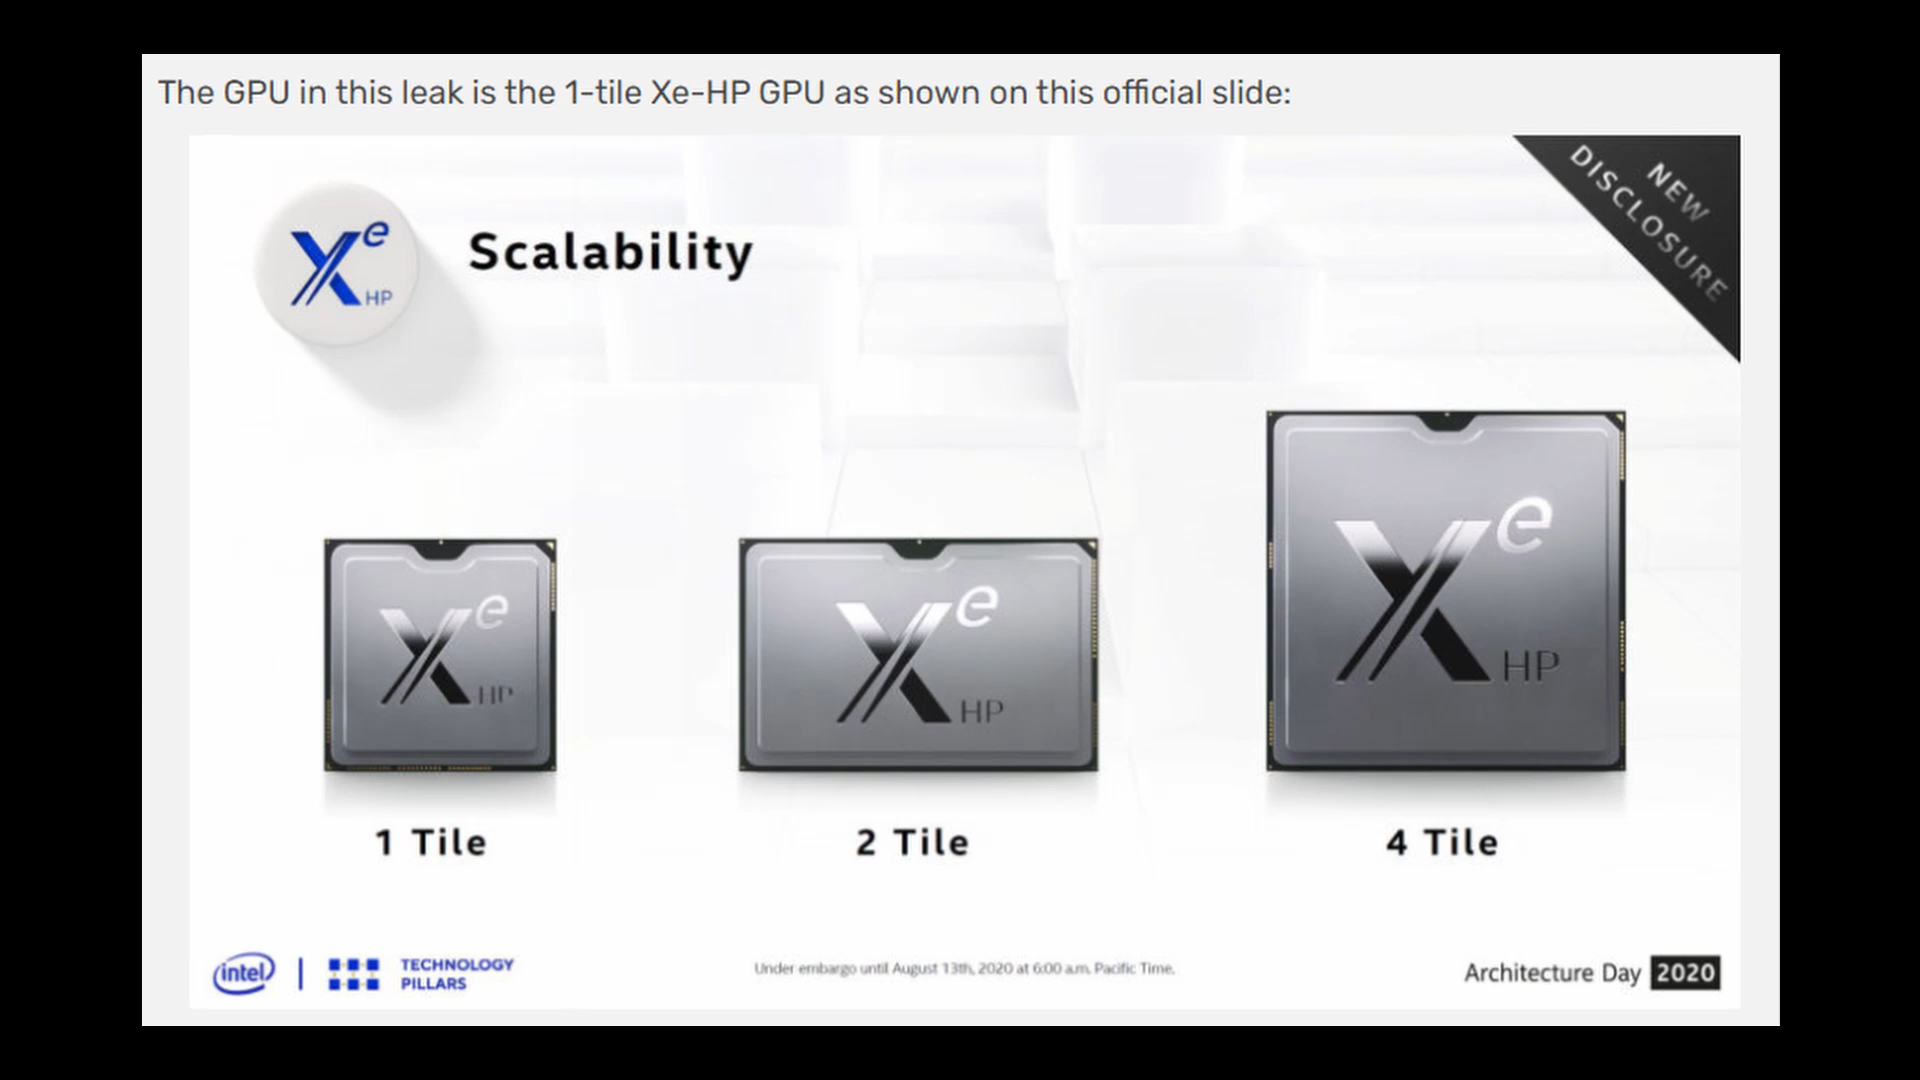 The GPU in this leak is the 1-tile Xe-HP GPU as shown on this official slide:
NEW
DISCLOSURE
Xe HP
Scalability
Xe HP
Xe HP
Xe HP
1 Tile
2 Tile
4 Tile
intel
TECHNOLOGY
PILLARS
Under embargo until August 13th, 2020 at 6:00 a.m. Pacific Time.
Architecture Day 2020